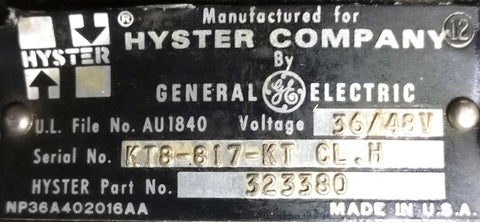 Manufactured for
® HYSTER
HYSTER COMPANY 12
By
GENERAL GE ELECTRIC
U.L. File No. AU1840 Voltage 36/48V
Serial No. KT8-817-KT CL.H
HYSTER Part No. 323380
NP36A402016AA MADE IN U.S.A.